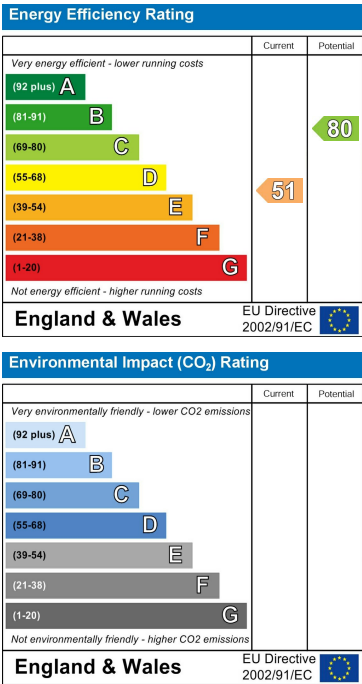 Energy Efficiency Rating
Current Potential
Very energy efficient - lower running costs
(92 plus) A
(81-91) B
(69-80) C
(55-68) D
(39-54) E
(21-38) F
(1-20) G
51
80
Not energy efficient - higher running costs
England & Wales
EU Directive
2002/91/EC
Environmental Impact (CO₂) Rating
Current Potential
Very environmentally friendly - lower CO2 emissions
(92 plus) A
(81-91) B
(69-80) C
(55-68) D
(39-54) E
(21-38) F
(1-20) G
Not environmentally friendly - higher CO2 emissions
England & Wales
EU Directive
2002/91/EC